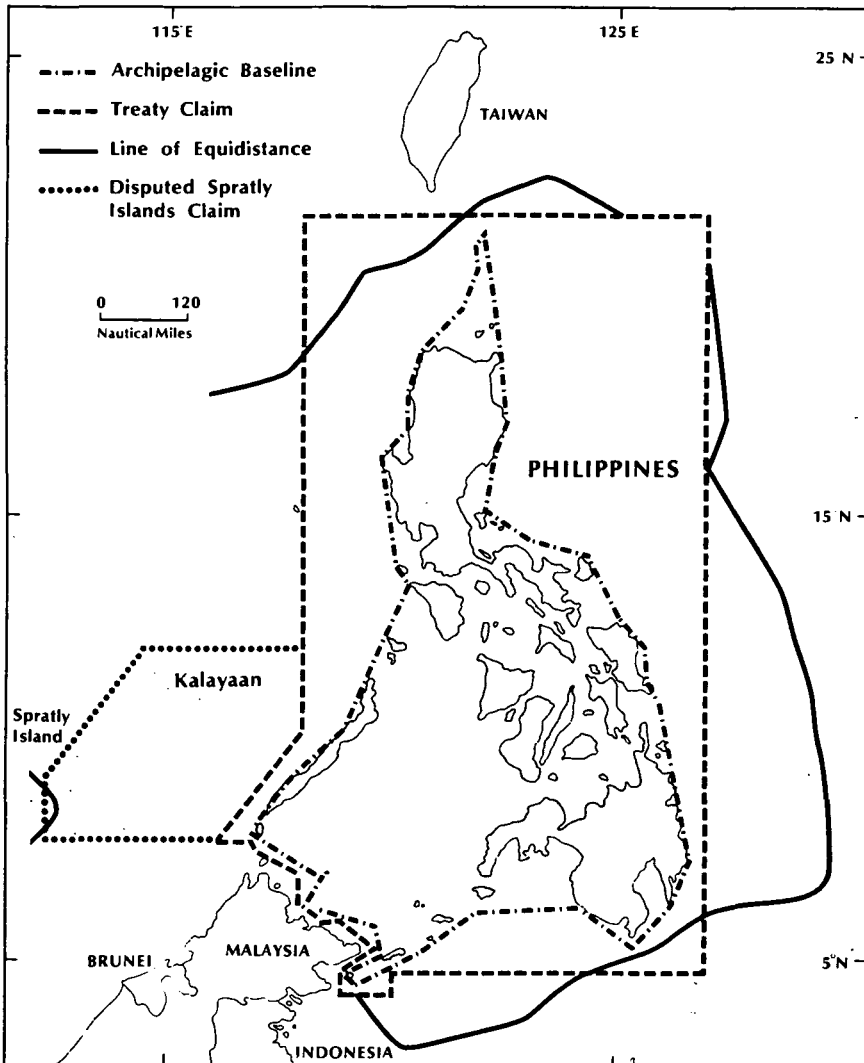 115°E
125 E
25 N
Archipelagic Baseline
Treaty Claim
Line of Equidistance
Disputed Spratly
Islands Claim
TAIWAN
0 120
Nautical Miles
PHILIPPINES
15°N
Kalayaan
Spratly
Island
MALAYSIA
BRUNEI
5°N
INDONESIA